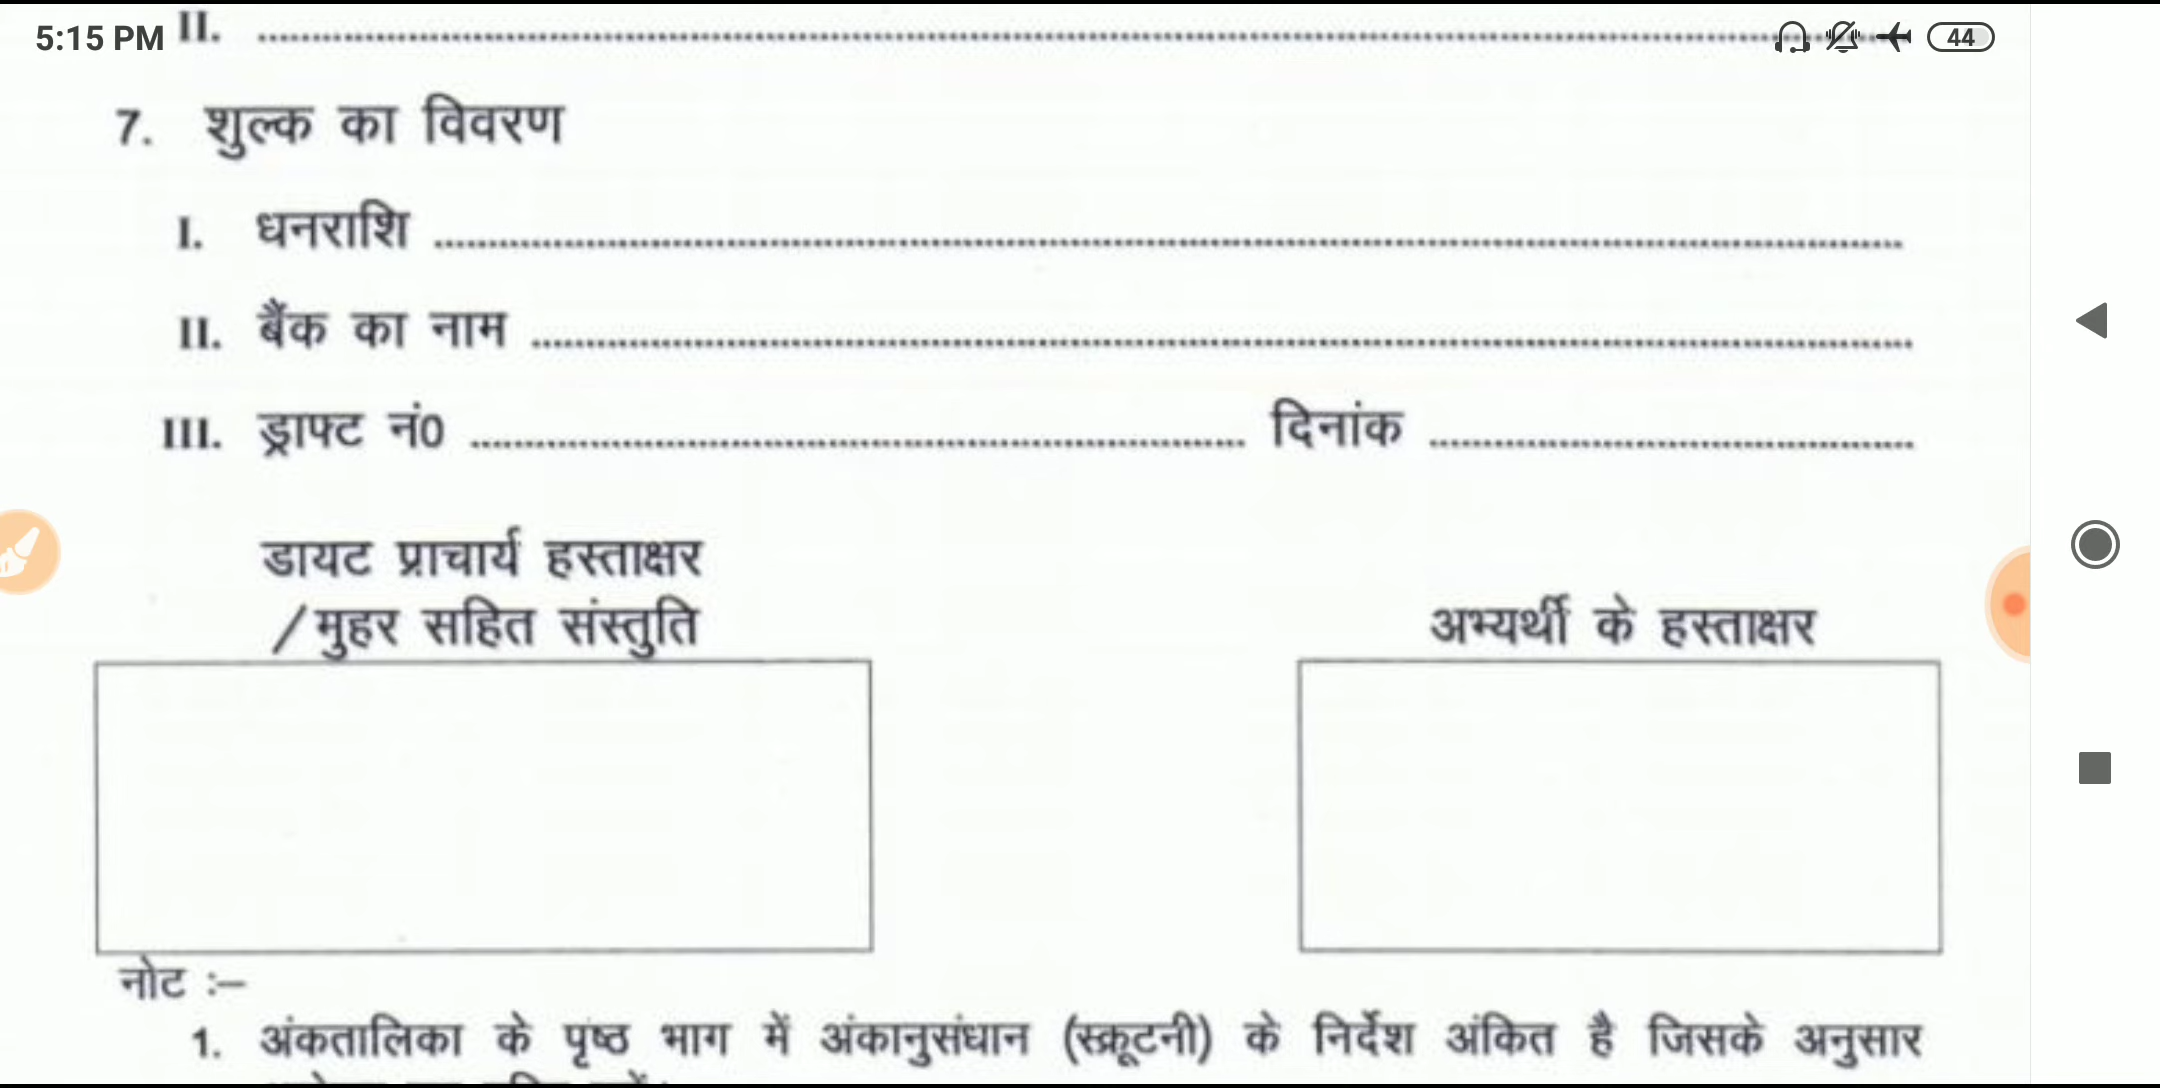 5:15 PM II. ........................................ 44
7. शुल्क का विवरण
I. धनराशि ........................................
II. बैंक का नाम ........................................
III. ड्राफ्ट नं0 ........................................ दिनांक ........................................
डायट प्राचार्य हस्ताक्षर
/मुहर सहित संस्तुति
अभ्यर्थी के हस्ताक्षर
नोट :–
1. अंकतालिका के पृष्ठ भाग में अंकानुसंधान (स्क्रूटनी) के निर्देश अंकित है जिसके अनुसार